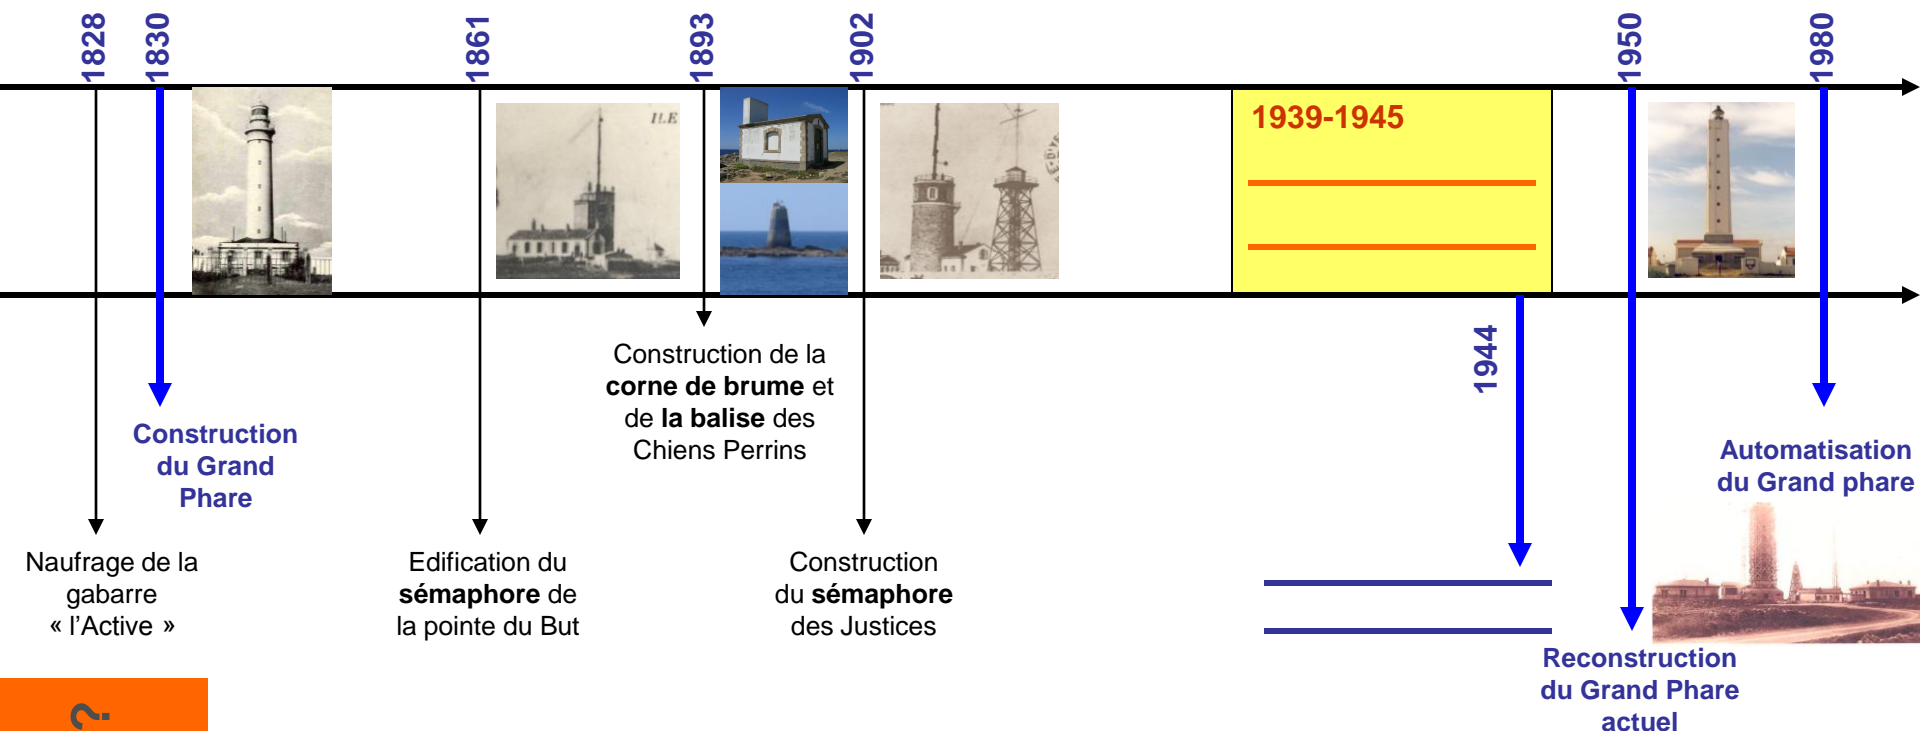 1828
1830
1861
1893
1902
1950
1980
ILE
1939-1945
1944
Construction de la
corne de brume et
de la balise des
Chiens Perrins
Construction
du Grand
Phare
Automatisation
du Grand phare
Naufrage de la
gabarre
« l'Active »
Edification du
sémaphore de
la pointe du But
Construction
du sémaphore
des Justices
Reconstruction
du Grand Phare
actuel
?